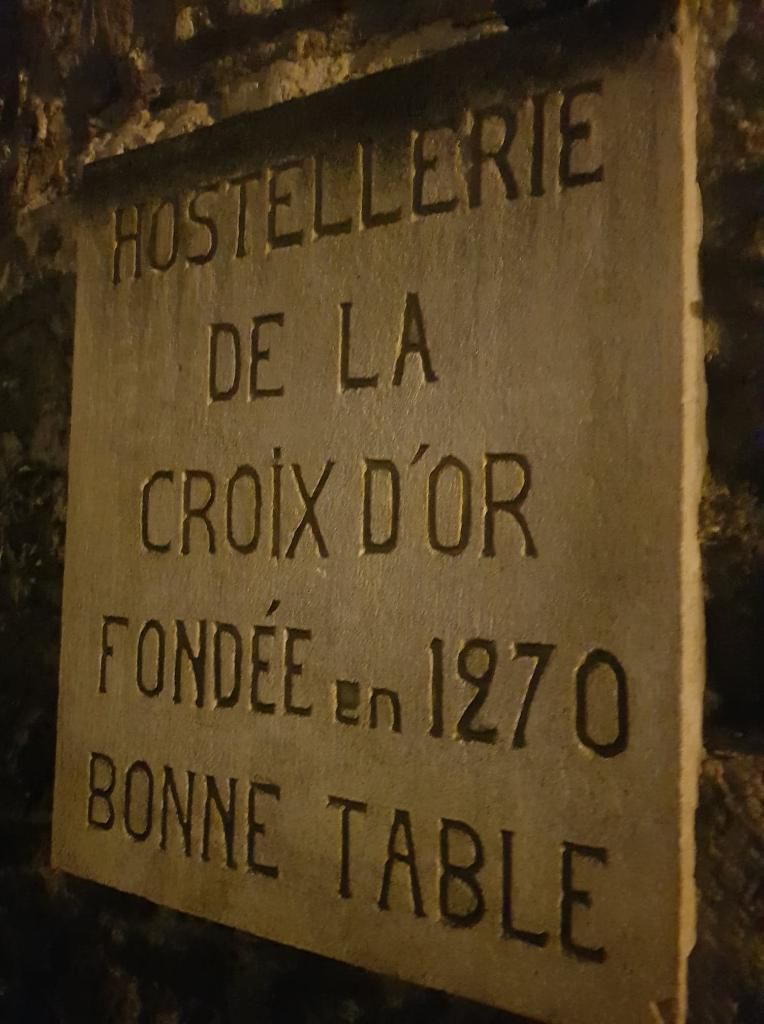 HOSTELLERIE
DE LA
CROIX D'OR
FONDÉE en 1270
BONNE TABLE